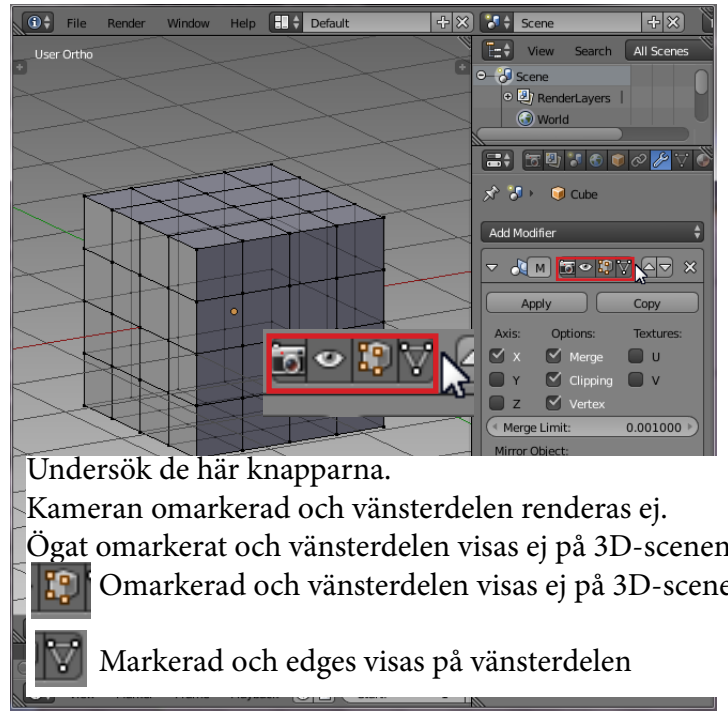 File Render Window Help Default Scene
User Ortho
View Search All Scenes
Scene
RenderLayers
World
Cube
Add Modifier
M
Apply Copy
Axis: Options: Textures:
X Merge U
Y Clipping V
Z Vertex
Merge Limit: 0.001000
Mirror Object:
Undersök de här knapparna.
Kameran omarkerad och vänsterdelen renderas ej.
Ögat omarkerat och vänsterdelen visas ej på 3D-scenen
Omarkerad och vänsterdelen visas ej på 3D-scene
Markerad och edges visas på vänsterdelen